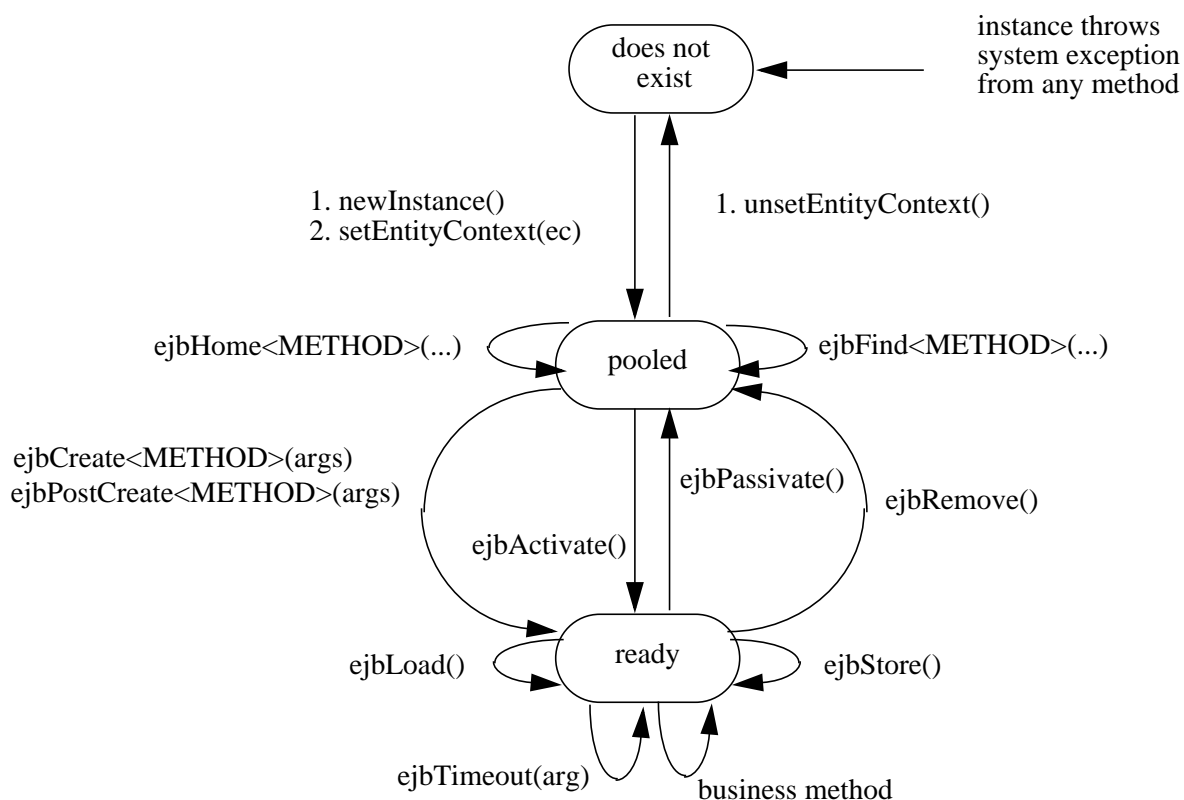 instance throws
system exception
from any method
does not
exist
1. newInstance()
2. setEntityContext(ec)
1. unsetEntityContext()
ejbHome<METHOD>(...)
pooled
ejbFind<METHOD>(...)
ejbCreate<METHOD>(args)
ejbPostCreate<METHOD>(args)
ejbPassivate()
ejbRemove()
ejbActivate()
ready
ejbLoad()
ejbStore()
ejbTimeout(arg)
business method